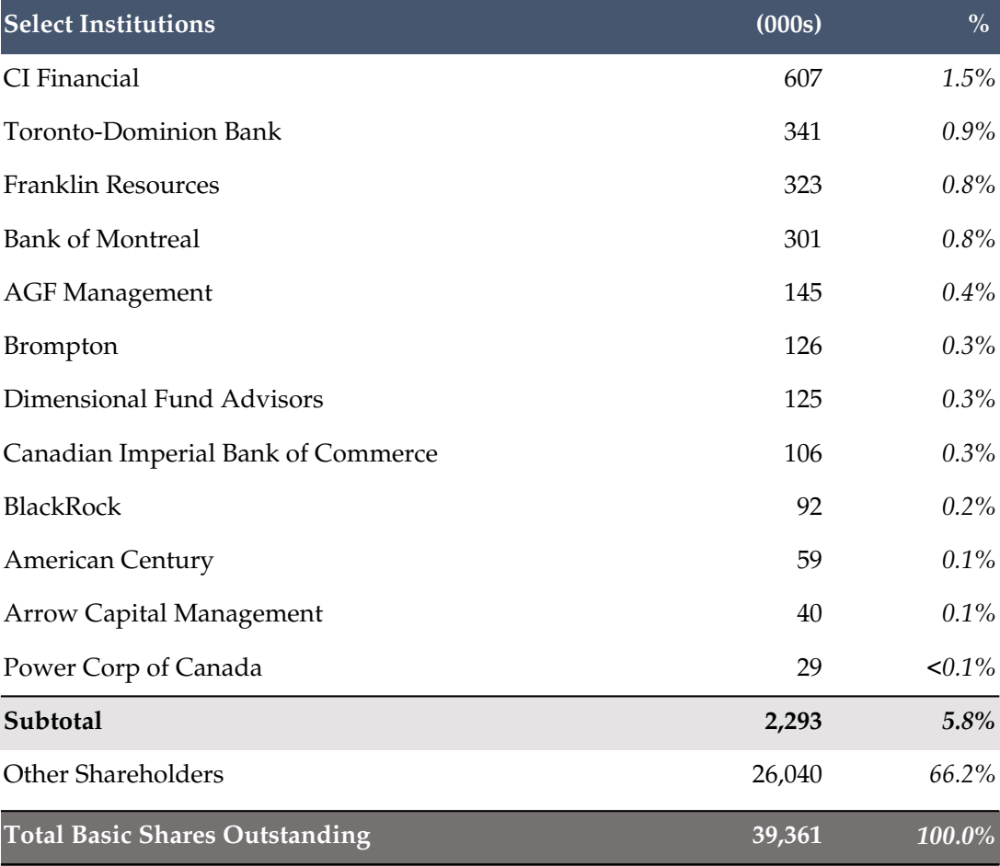 Select Institutions (000s) %
CI Financial 607 1.5%
Toronto-Dominion Bank 341 0.9%
Franklin Resources 323 0.8%
Bank of Montreal 301 0.8%
AGF Management 145 0.4%
Brompton 126 0.3%
Dimensional Fund Advisors 125 0.3%
Canadian Imperial Bank of Commerce 106 0.3%
BlackRock 92 0.2%
American Century 59 0.1%
Arrow Capital Management 40 0.1%
Power Corp of Canada 29 <0.1%
Subtotal 2,293 5.8%
Other Shareholders 26,040 66.2%
Total Basic Shares Outstanding 39,361 100.0%